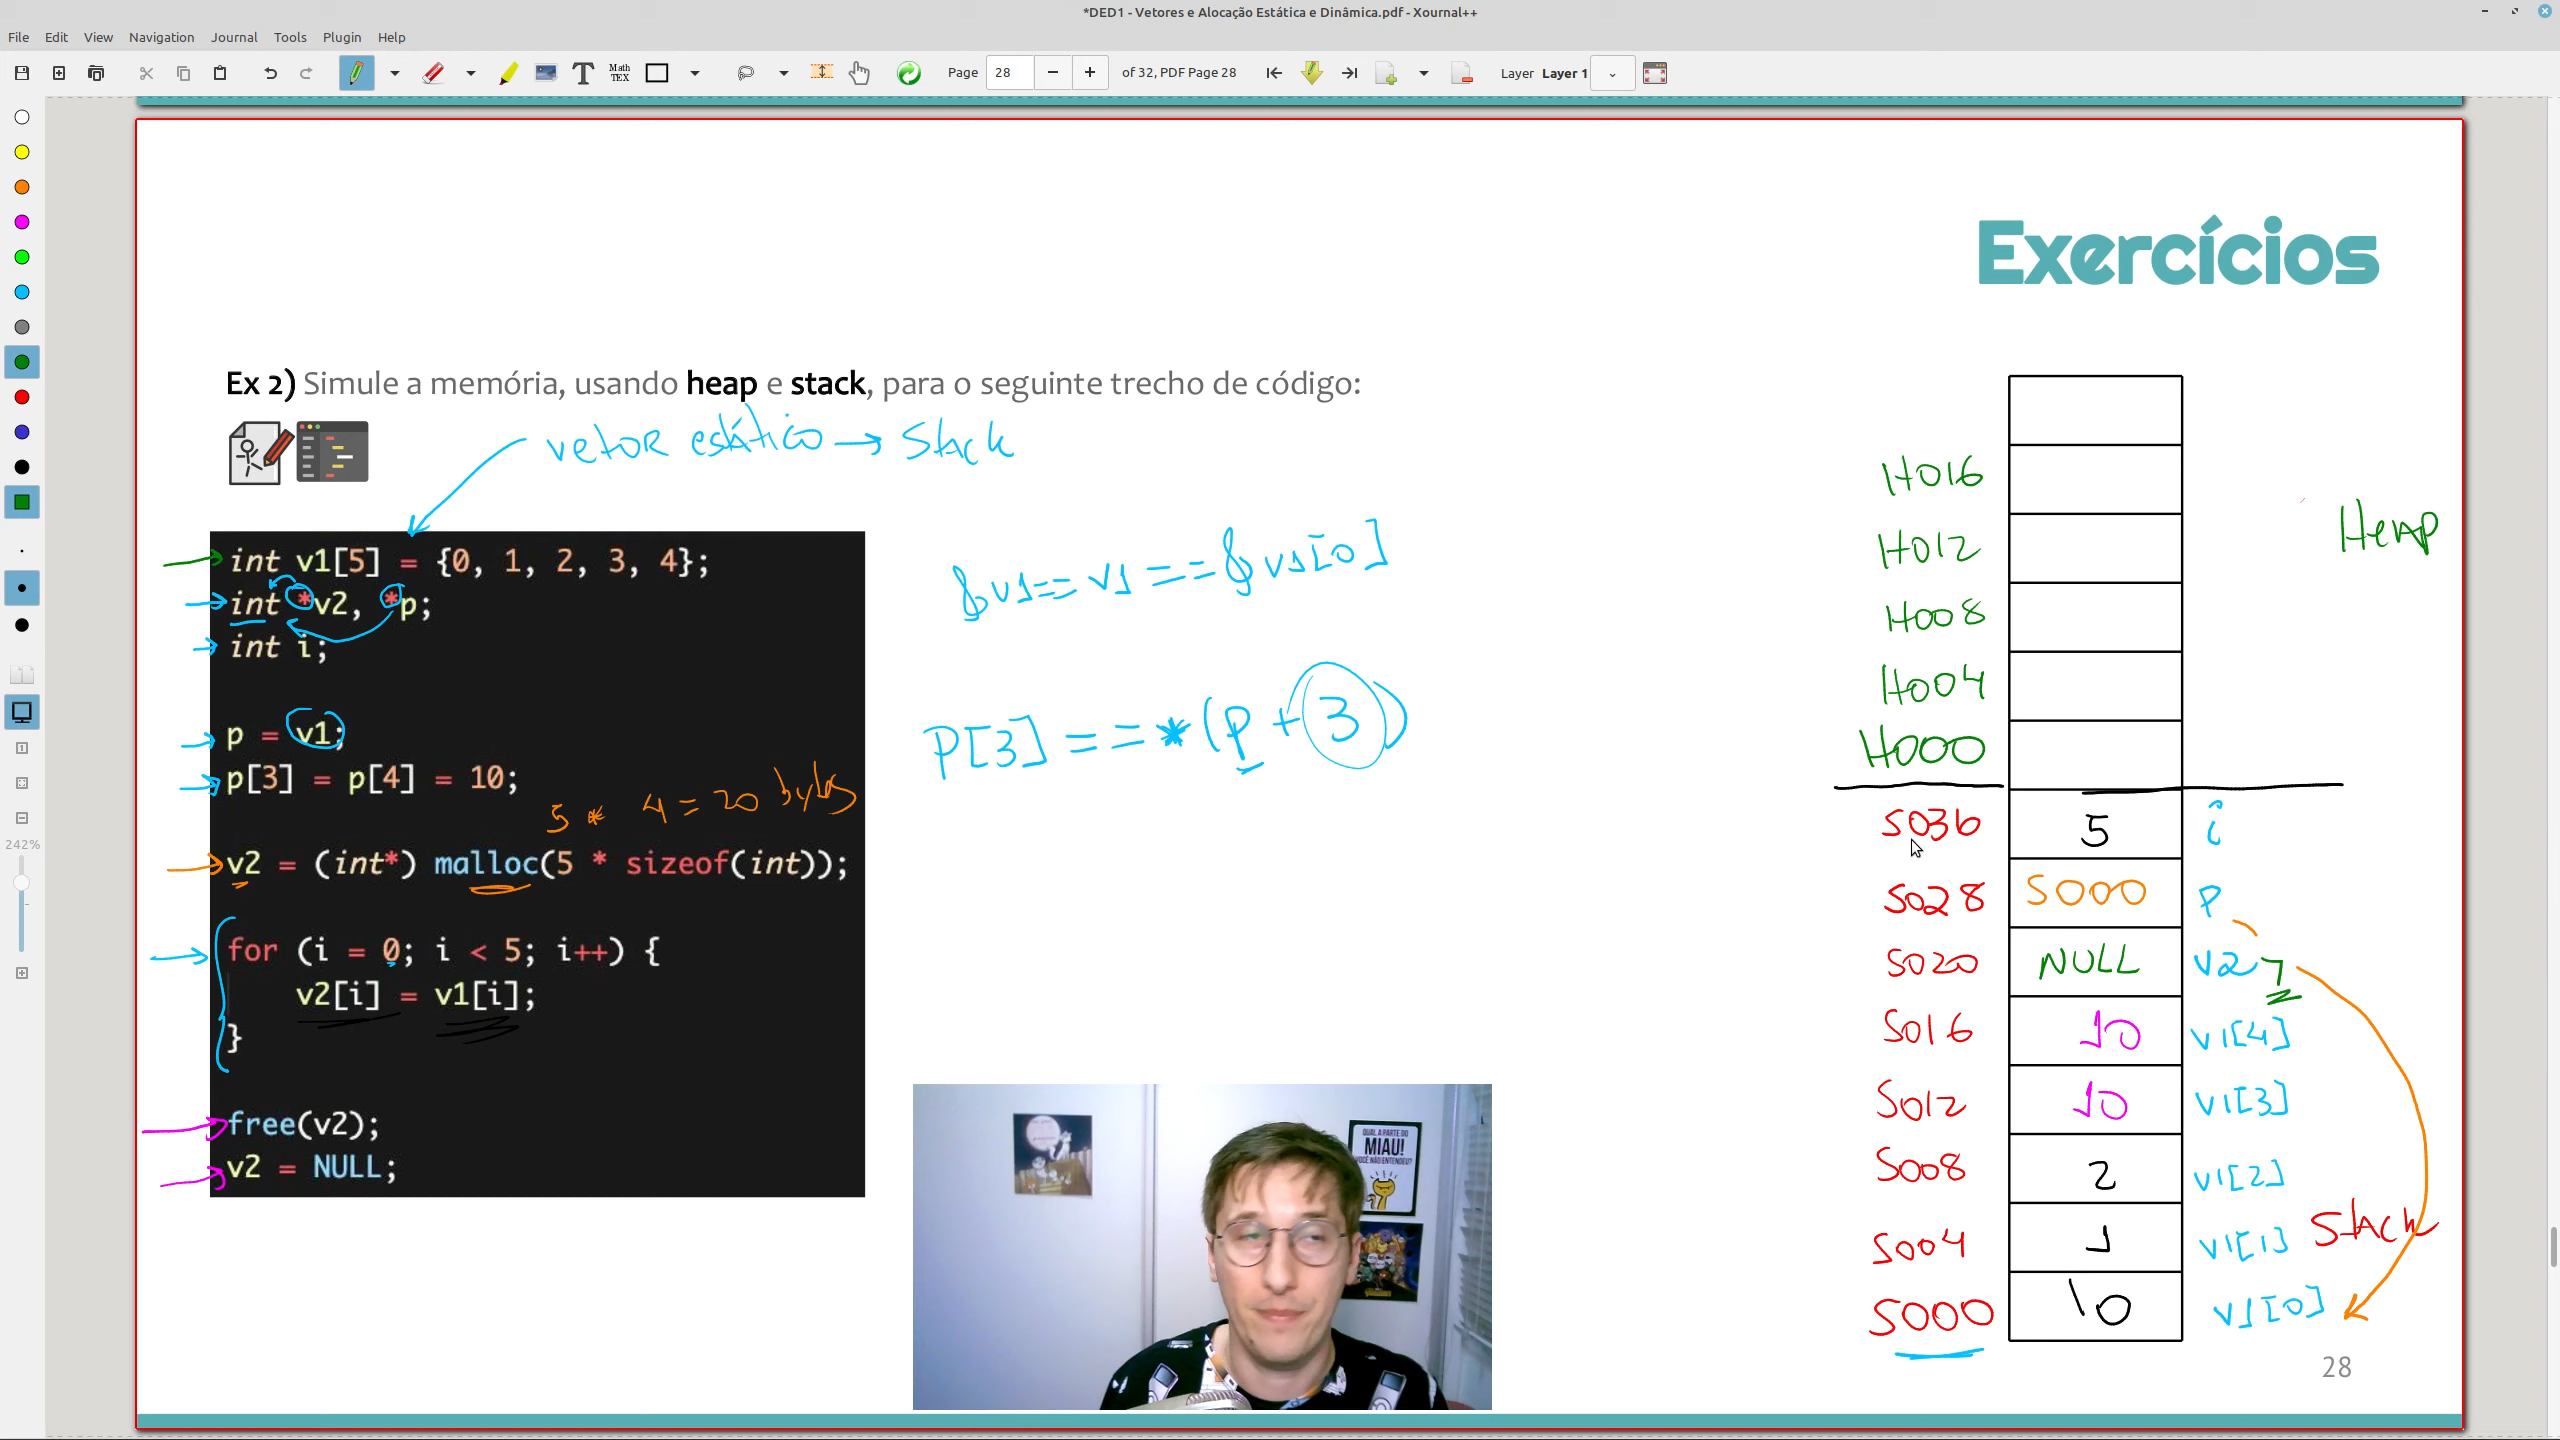 *DED1 - Vetores e Alocação Estática e Dinâmica.pdf - Xournal++
File Edit View Navigation Journal Tools Plugin Help
Page 28 of 32, PDF Page 28 Layer Layer 1
242%
Exercícios
Ex 2) Simule a memória, usando heap e stack, para o seguinte trecho de código:
vetor estático → Stack
int v1[5] = {0, 1, 2, 3, 4};
int *v2, *p;
int i;
p = v1;
p[3] = p[4] = 10;
5 * 4 = 20 bytes
v2 = (int*) malloc(5 * sizeof(int));
for (i = 0; i < 5; i++) {
v2[i] = v1[i];
}
free(v2);
v2 = NULL;
&v1 == v1 == &v1[0]
P[3] == *(p + 3)
QUAL A PARTE DO
MIAU!
VOCÊ NÃO ENTENDEU?
H016
H012
H008
H004
H000
Heap
S036 5 i
S028 S000 P
S020 NULL v2
S016 10 v1[4]
S012 10 v1[3]
S008 2 v1[2]
S004 1 v1[1]
Stack
S000 \0 v1[0]
28